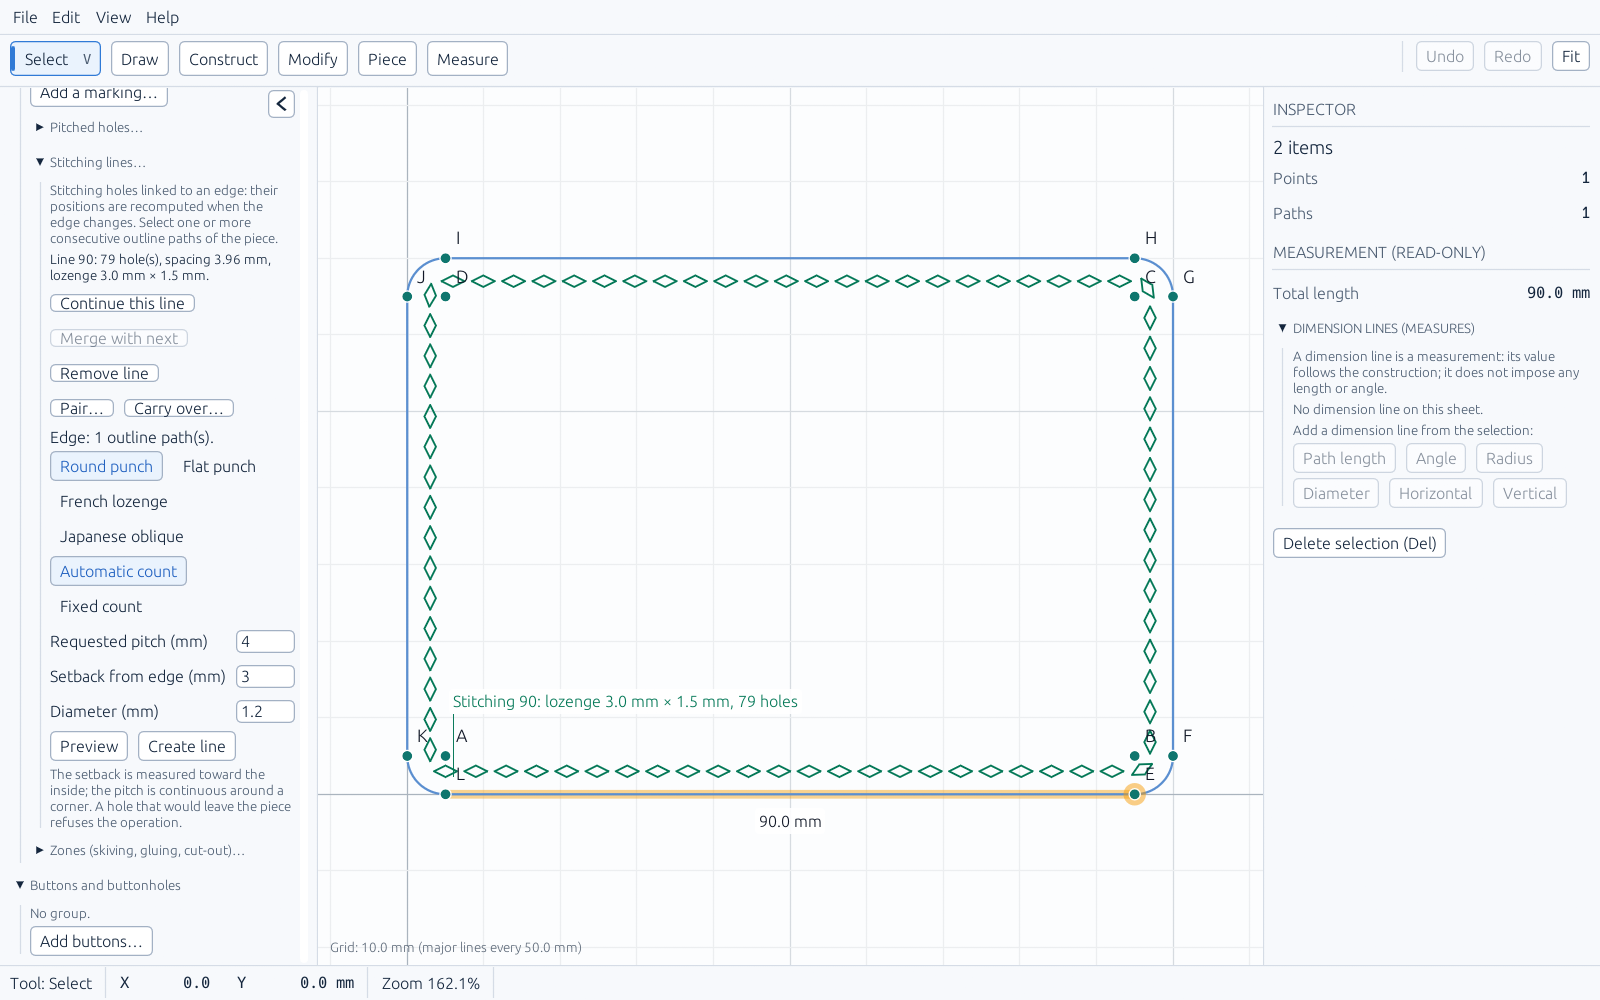 File Edit View Help
Select V Draw Construct Modify Piece Measure Undo Redo Fit
Add a marking...
Pitched holes...
Stitching lines...
Stitching holes linked to an edge: their
positions are recomputed when the
edge changes. Select one or more
consecutive outline paths of the piece.
Line 90: 79 hole(s), spacing 3.96 mm,
lozenge 3.0 mm × 1.5 mm.
Continue this line
Merge with next
Remove line
Pair... Carry over...
Edge: 1 outline path(s).
Round punch Flat punch
French lozenge
Japanese oblique
Automatic count
Fixed count
Requested pitch (mm) 4
Setback from edge (mm) 3
Diameter (mm) 1.2
Preview Create line
The setback is measured toward the
inside; the pitch is continuous around a
corner. A hole that would leave the piece
refuses the operation.
Zones (skiving, gluing, cut-out)...
Buttons and buttonholes
No group.
Add buttons...
I H
J D C G
Stitching 90: lozenge 3.0 mm × 1.5 mm, 79 holes
K A B F
L E
90.0 mm
Grid: 10.0 mm (major lines every 50.0 mm)
INSPECTOR
2 items
Points 1
Paths 1
MEASUREMENT (READ-ONLY)
Total length 90.0 mm
DIMENSION LINES (MEASURES)
A dimension line is a measurement: its value
follows the construction; it does not impose any
length or angle.
No dimension line on this sheet.
Add a dimension line from the selection:
Path length Angle Radius
Diameter Horizontal Vertical
Delete selection (Del)
Tool: Select X 0.0 Y 0.0 mm Zoom 162.1%